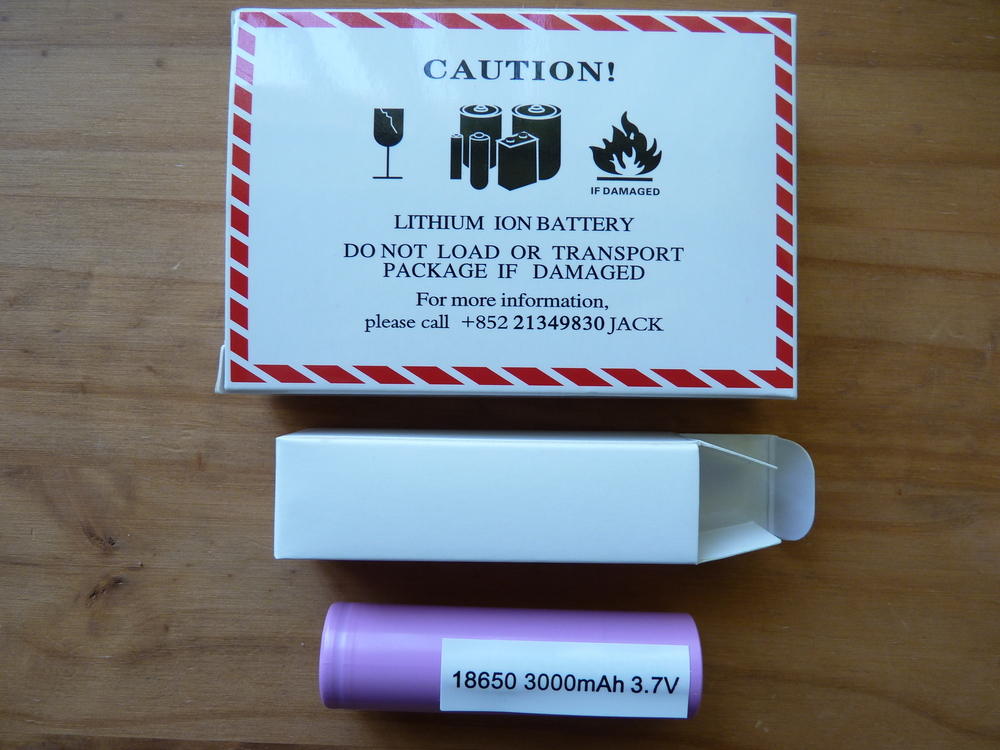 CAUTION!
IF DAMAGED
LITHIUM ION BATTERY
DO NOT LOAD OR TRANSPORT
PACKAGE IF DAMAGED
For more information,
please call +852 21349830 JACK
18650 3000mAh 3.7V